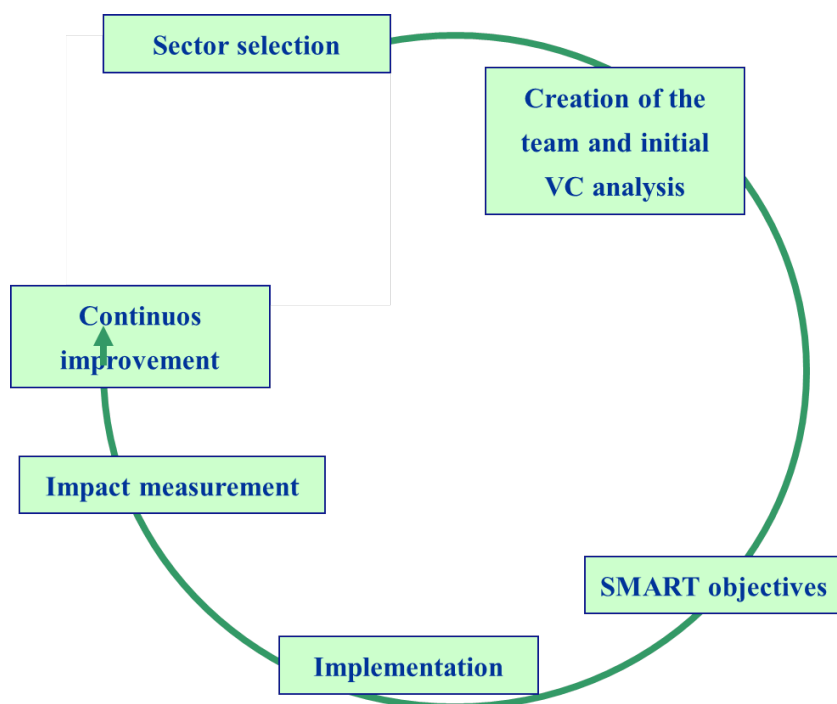 Sector selection
Creation of the
team and initial
VC analysis
SMART objectives
Implementation
Impact measurement
Continuos
improvement